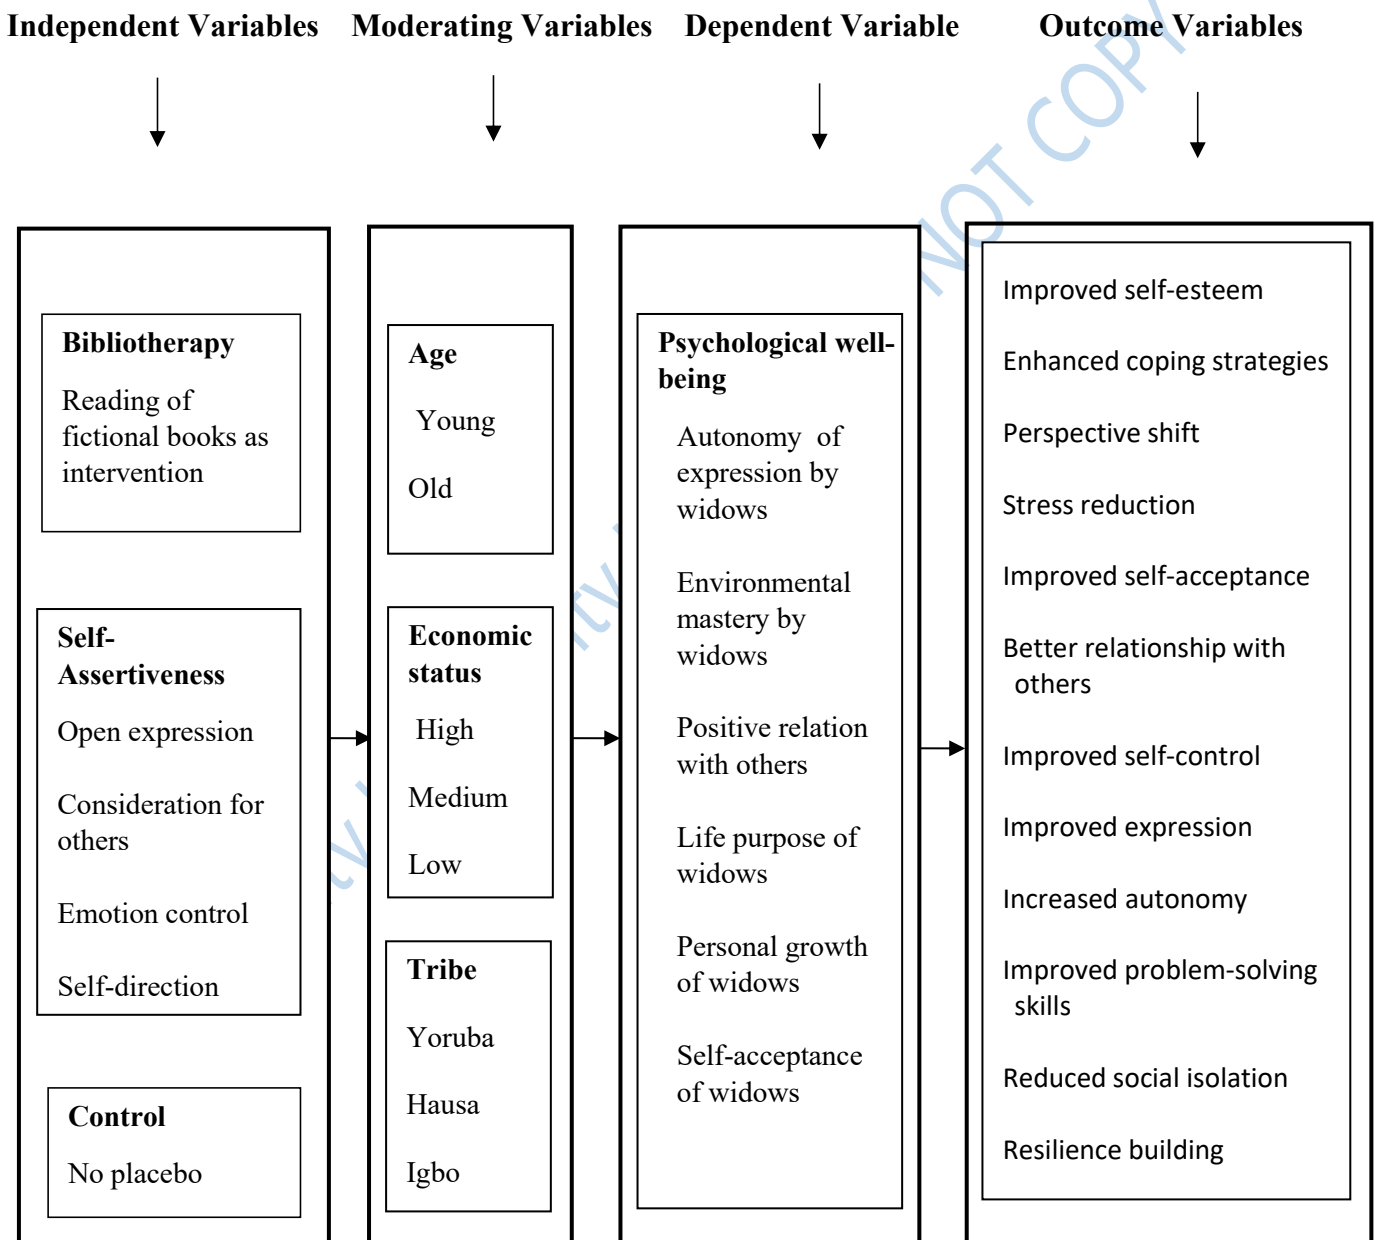 Independent Variables
Moderating Variables
Dependent Variable
Outcome Variables
Bibliotherapy
Reading of
fictional books as
intervention
Self-
Assertiveness
Open expression
Consideration for
others
Emotion control
Self-direction
Control
No placebo
Age
Young
Old
Economic
status
High
Medium
Low
Tribe
Yoruba
Hausa
Igbo
Psychological well-
being
Autonomy of
expression by
widows
Environmental
mastery by
widows
Positive relation
with others
Life purpose of
widows
Personal growth
of widows
Self-acceptance
of widows
Improved self-esteem
Enhanced coping strategies
Perspective shift
Stress reduction
Improved self-acceptance
Better relationship with
others
Improved self-control
Improved expression
Increased autonomy
Improved problem-solving
skills
Reduced social isolation
Resilience building
NOT COPY